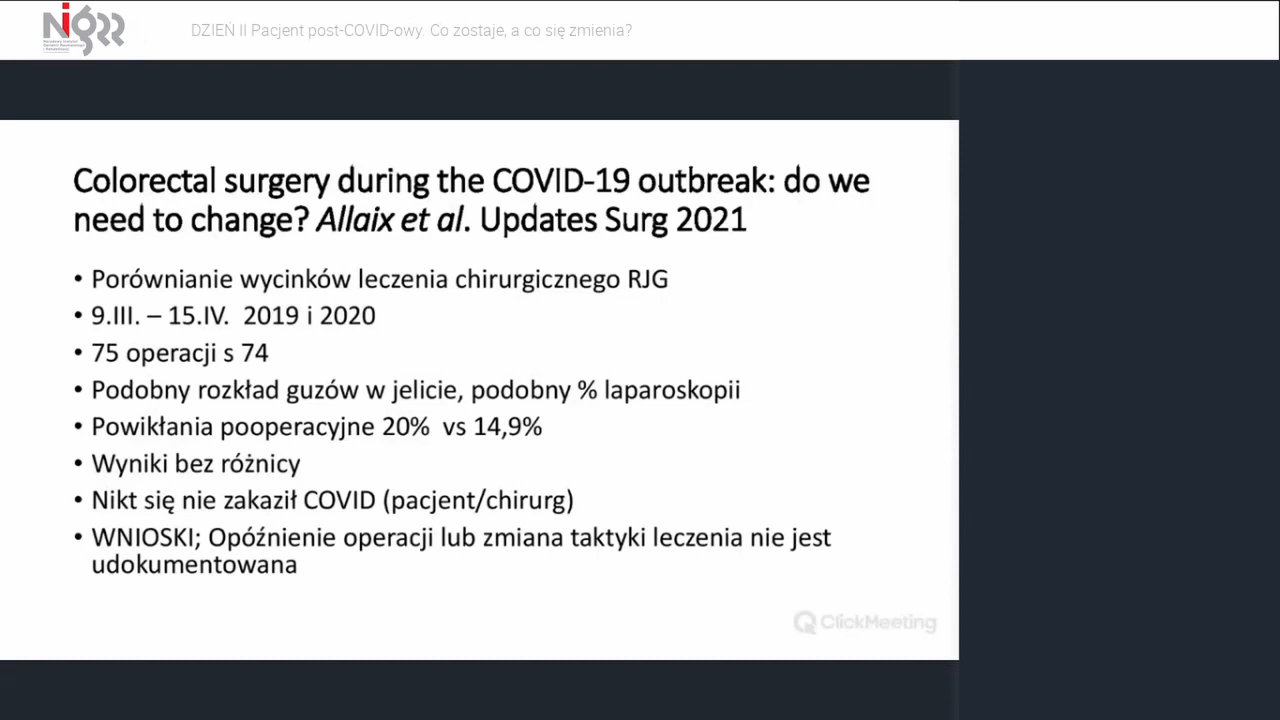 DZIEŃ II Pacjent post-COVID-owy. Co zostaje, a co się zmienia?
Colorectal surgery during the COVID-19 outbreak: do we
need to change? Allaix et al. Updates Surg 2021
• Porównianie wycinków leczenia chirurgicznego RJG
• 9.III. – 15.IV. 2019 i 2020
• 75 operacji s 74
• Podobny rozkład guzów w jelicie, podobny % laparoskopii
• Powikłania pooperacyjne 20% vs 14,9%
• Wyniki bez różnicy
• Nikt się nie zakaził COVID (pacjent/chirurg)
• WNIOSKI; Opóźnienie operacji lub zmiana taktyki leczenia nie jest
udokumentowana
ClickMeeting